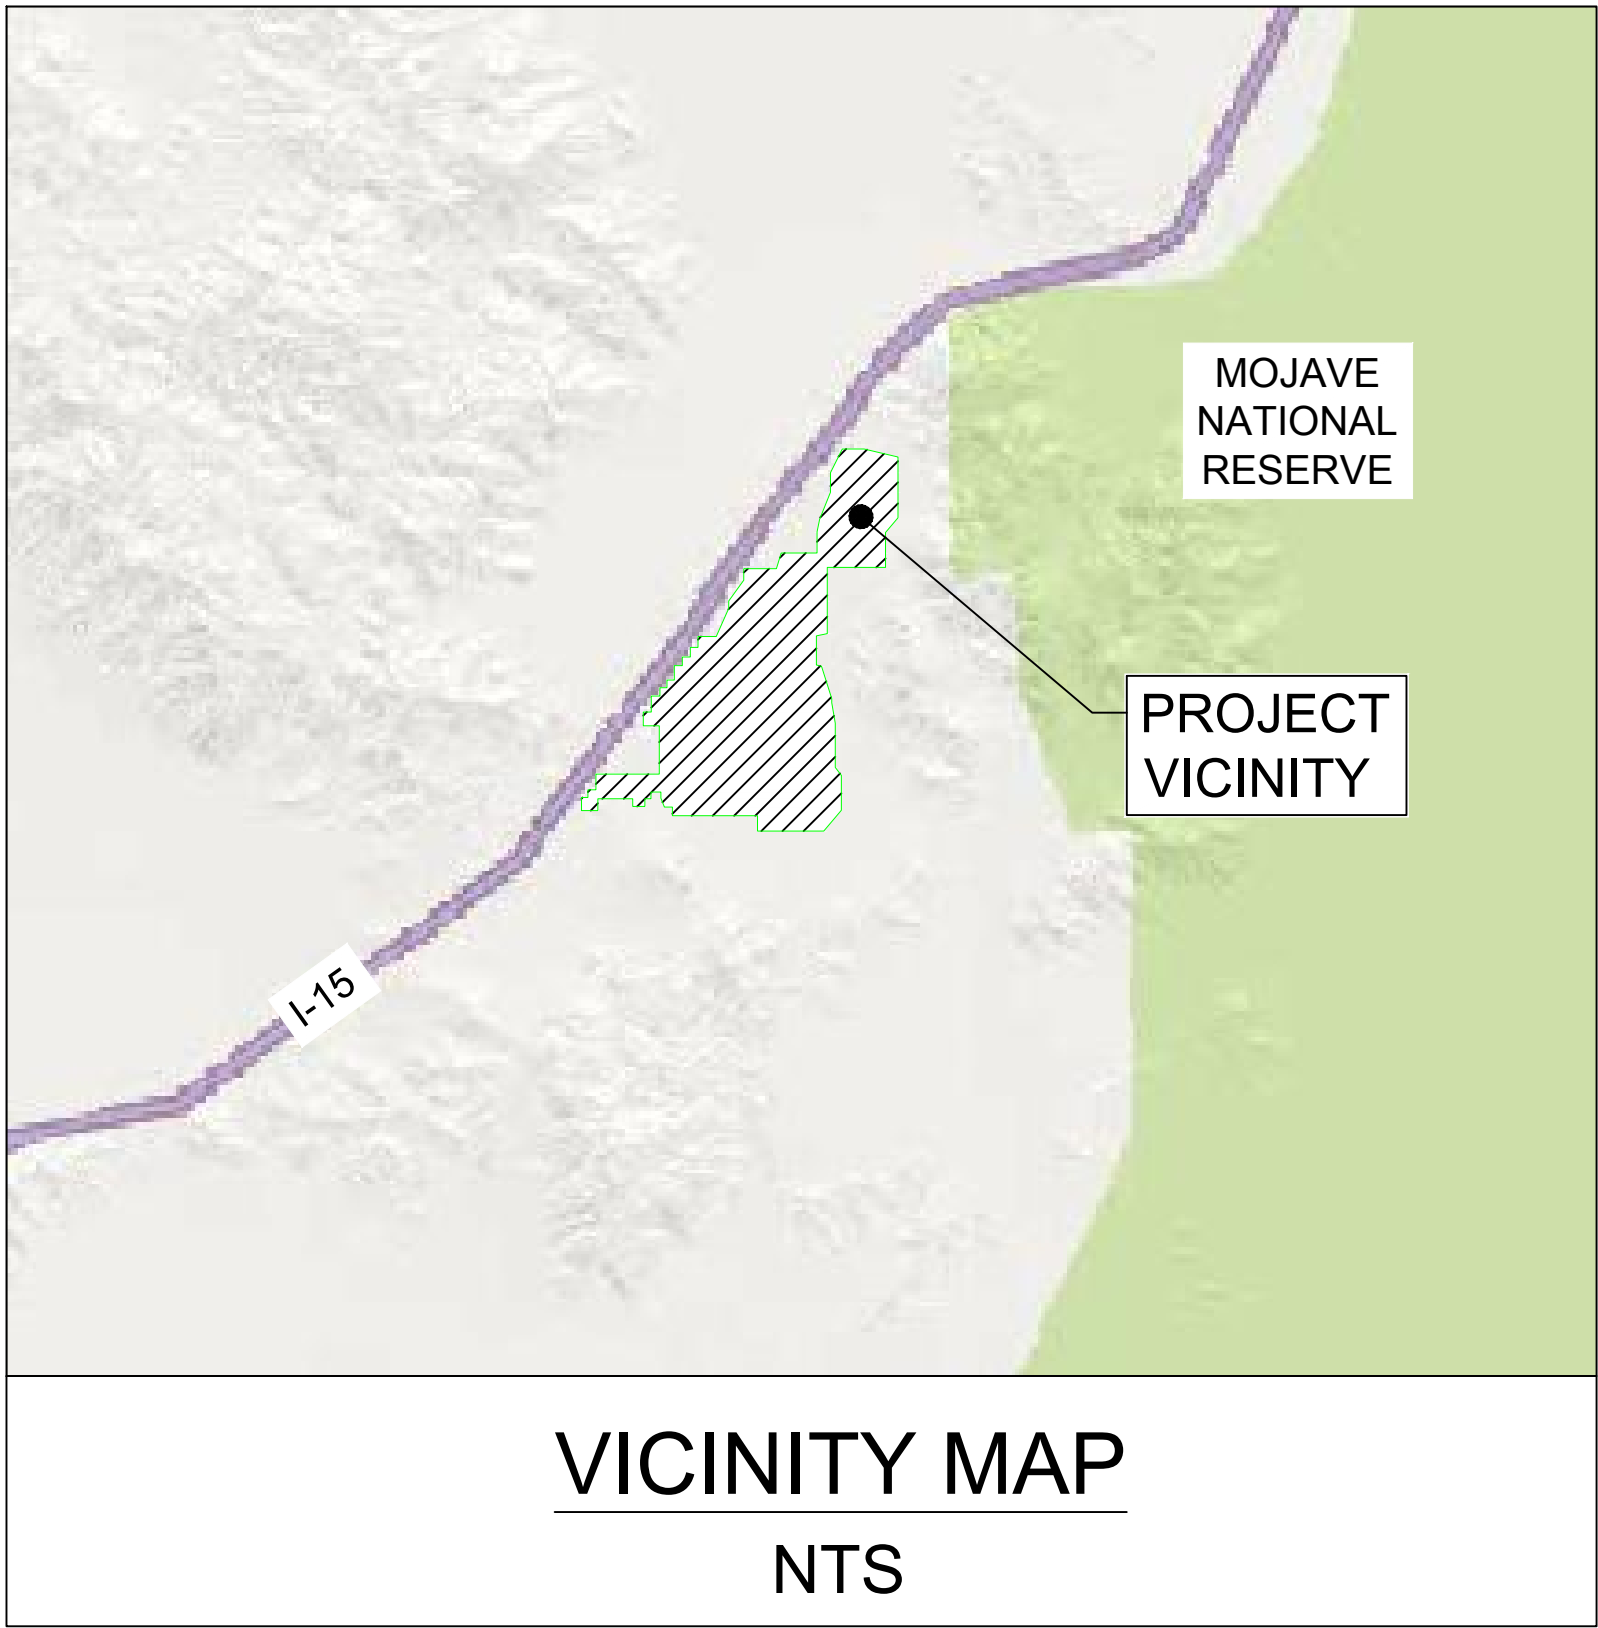 MOJAVE
NATIONAL
RESERVE
PROJECT
VICINITY
I-15
VICINITY MAP
NTS